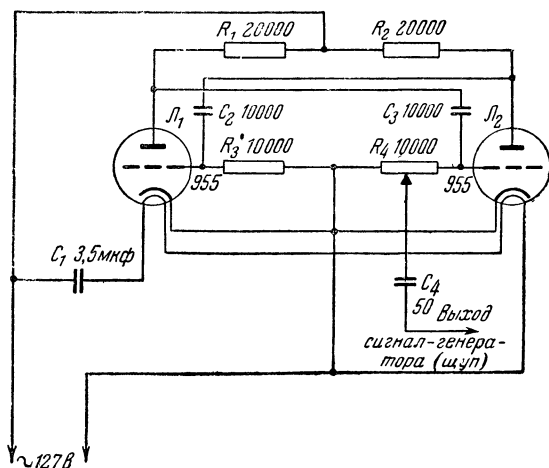 R₁ 20000
R₂ 20000
Л₁
C₂ 10000
C₃ 10000
Л₂
R₃ 10000
R₄ 10000
955
955
C₁ 3,5мкф
C₄
50
Выход
сигнал-генера-
тора (щуп)
~127в